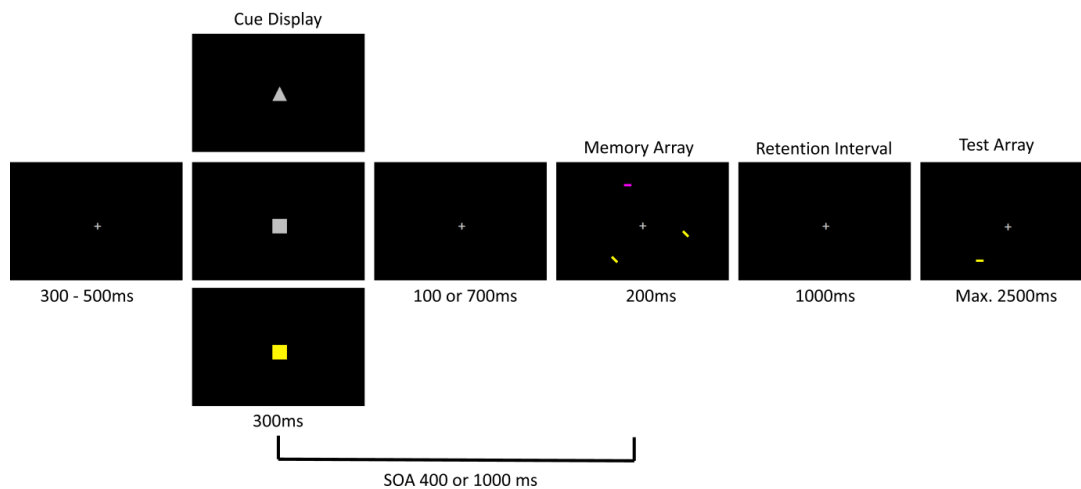 Cue Display
Memory Array
Retention Interval
Test Array
300 - 500ms
100 or 700ms
200ms
1000ms
Max. 2500ms
300ms
SOA 400 or 1000 ms